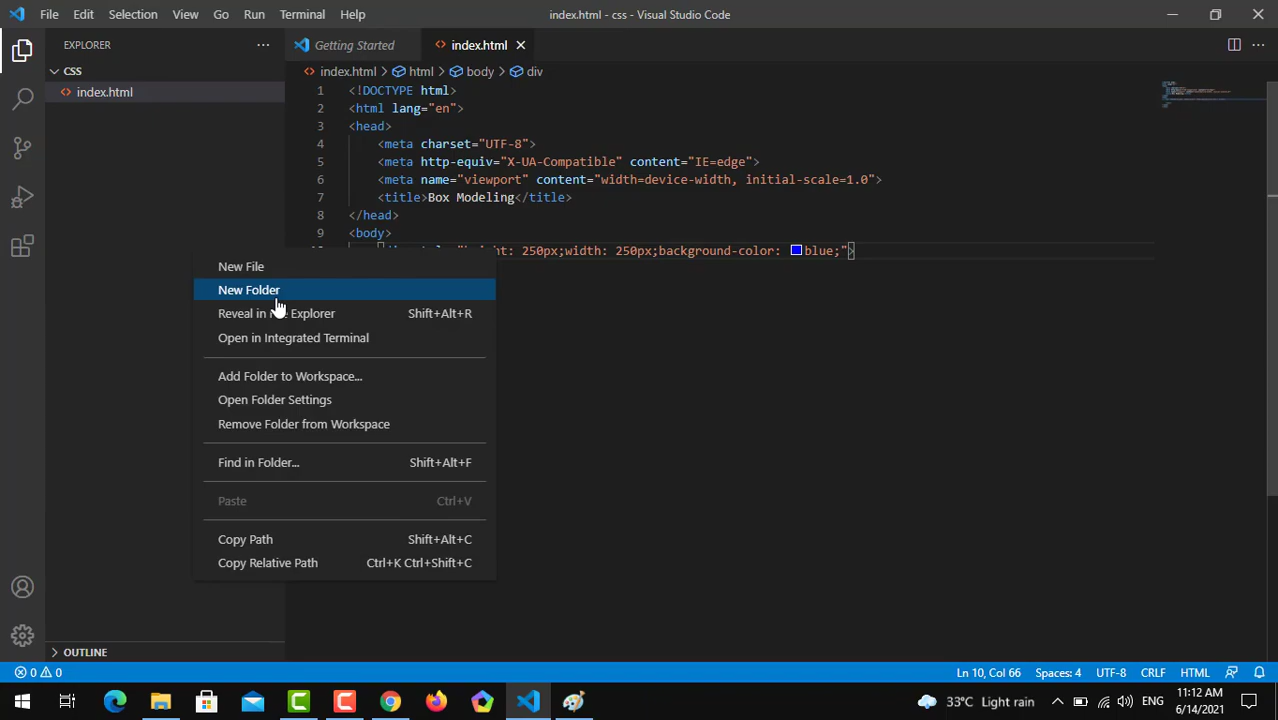 File Edit Selection View Go Run Terminal Help index.html - css - Visual Studio Code
EXPLORER
CSS
index.html
Getting Started index.html
index.html > html > body > div
1 <!DOCTYPE html>
2 <html lang="en">
3 <head>
4 <meta charset="UTF-8">
5 <meta http-equiv="X-UA-Compatible" content="IE=edge">
6 <meta name="viewport" content="width=device-width, initial-scale=1.0">
7 <title>Box Modeling</title>
8 </head>
9 <body>
250px;width: 250px;background-color: blue;">
New File
New Folder
Reveal in Explorer Shift+Alt+R
Open in Integrated Terminal
Add Folder to Workspace...
Open Folder Settings
Remove Folder from Workspace
Find in Folder... Shift+Alt+F
Paste Ctrl+V
Copy Path Shift+Alt+C
Copy Relative Path Ctrl+K Ctrl+Shift+C
OUTLINE
0 0 Ln 10, Col 66 Spaces: 4 UTF-8 CRLF HTML
33°C Light rain ENG 11:12 AM
6/14/2021